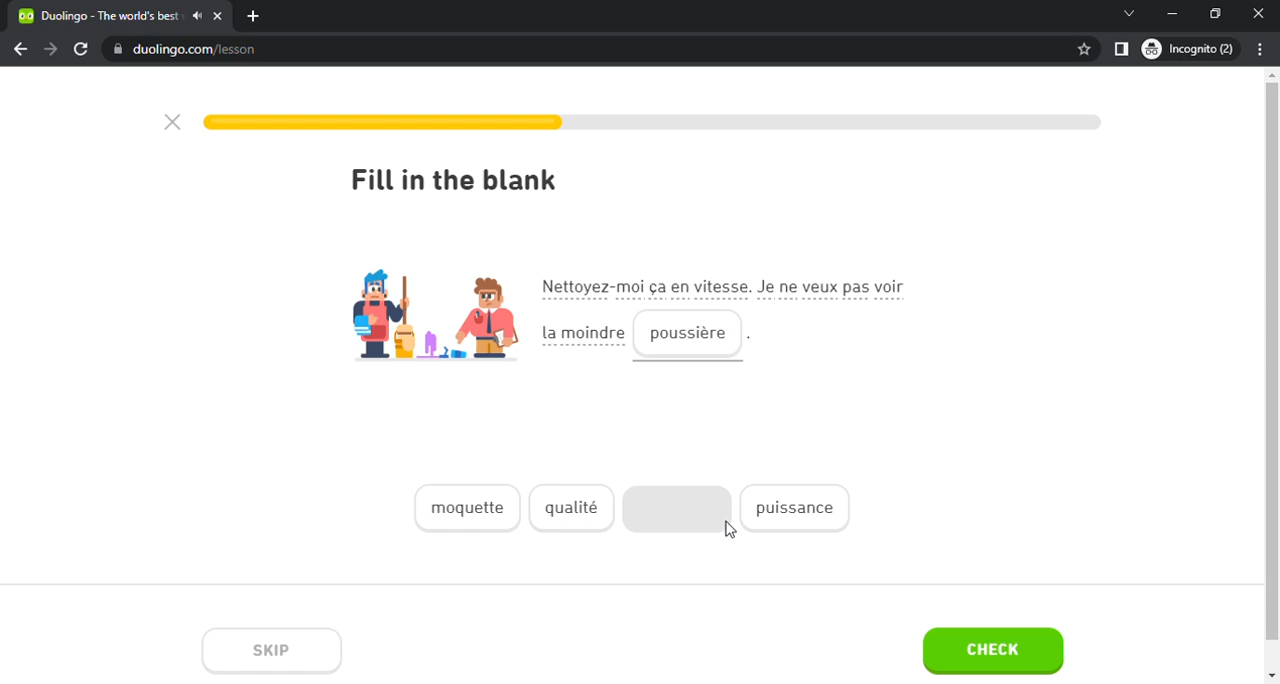 Duolingo - The world's best
duolingo.com/lesson
Incognito (2)
Fill in the blank
Nettoyez-moi ça en vitesse. Je ne veux pas voir
la moindre poussière .
moquette qualité puissance
SKIP CHECK